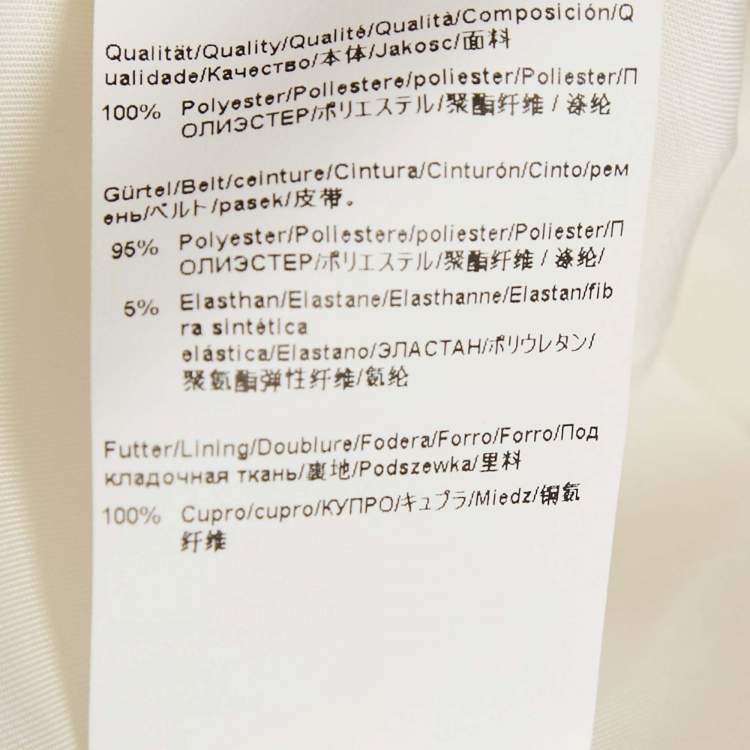 Qualität/Quality/Qualité/Qualità/Composición/Q
ualidade/Качество/本体/Jakosc/面料
100% Polyester/Poliestere/poliester/Poliester/П
ОЛИЭСТЕР/ポリエステル/聚酯纤维 / 涤纶
Gürtel/Belt/ceinture/Cintura/Cinturón/Cinto/рем
ень/ベルト/pasek/皮带。
95% Polyester/Poliestere/poliester/Poliester/П
ОЛИЭСТЕР/ポリエステル/聚酯纤维 / 涤纶/
5% Elasthan/Elastane/Elasthanne/Elastan/fib
ra sintética
elástica/Elastano/ЭЛАСТАН/ポリウレタン/
聚氨酯弹性纤维/氨纶
Futter/Lining/Doublure/Fodera/Forro/Forro/Под
кладочная ткань/裏地/Podszewka/里料
100% Cupro/cupro/КУПРО/キュプラ/Miedz/铜氨
纤维